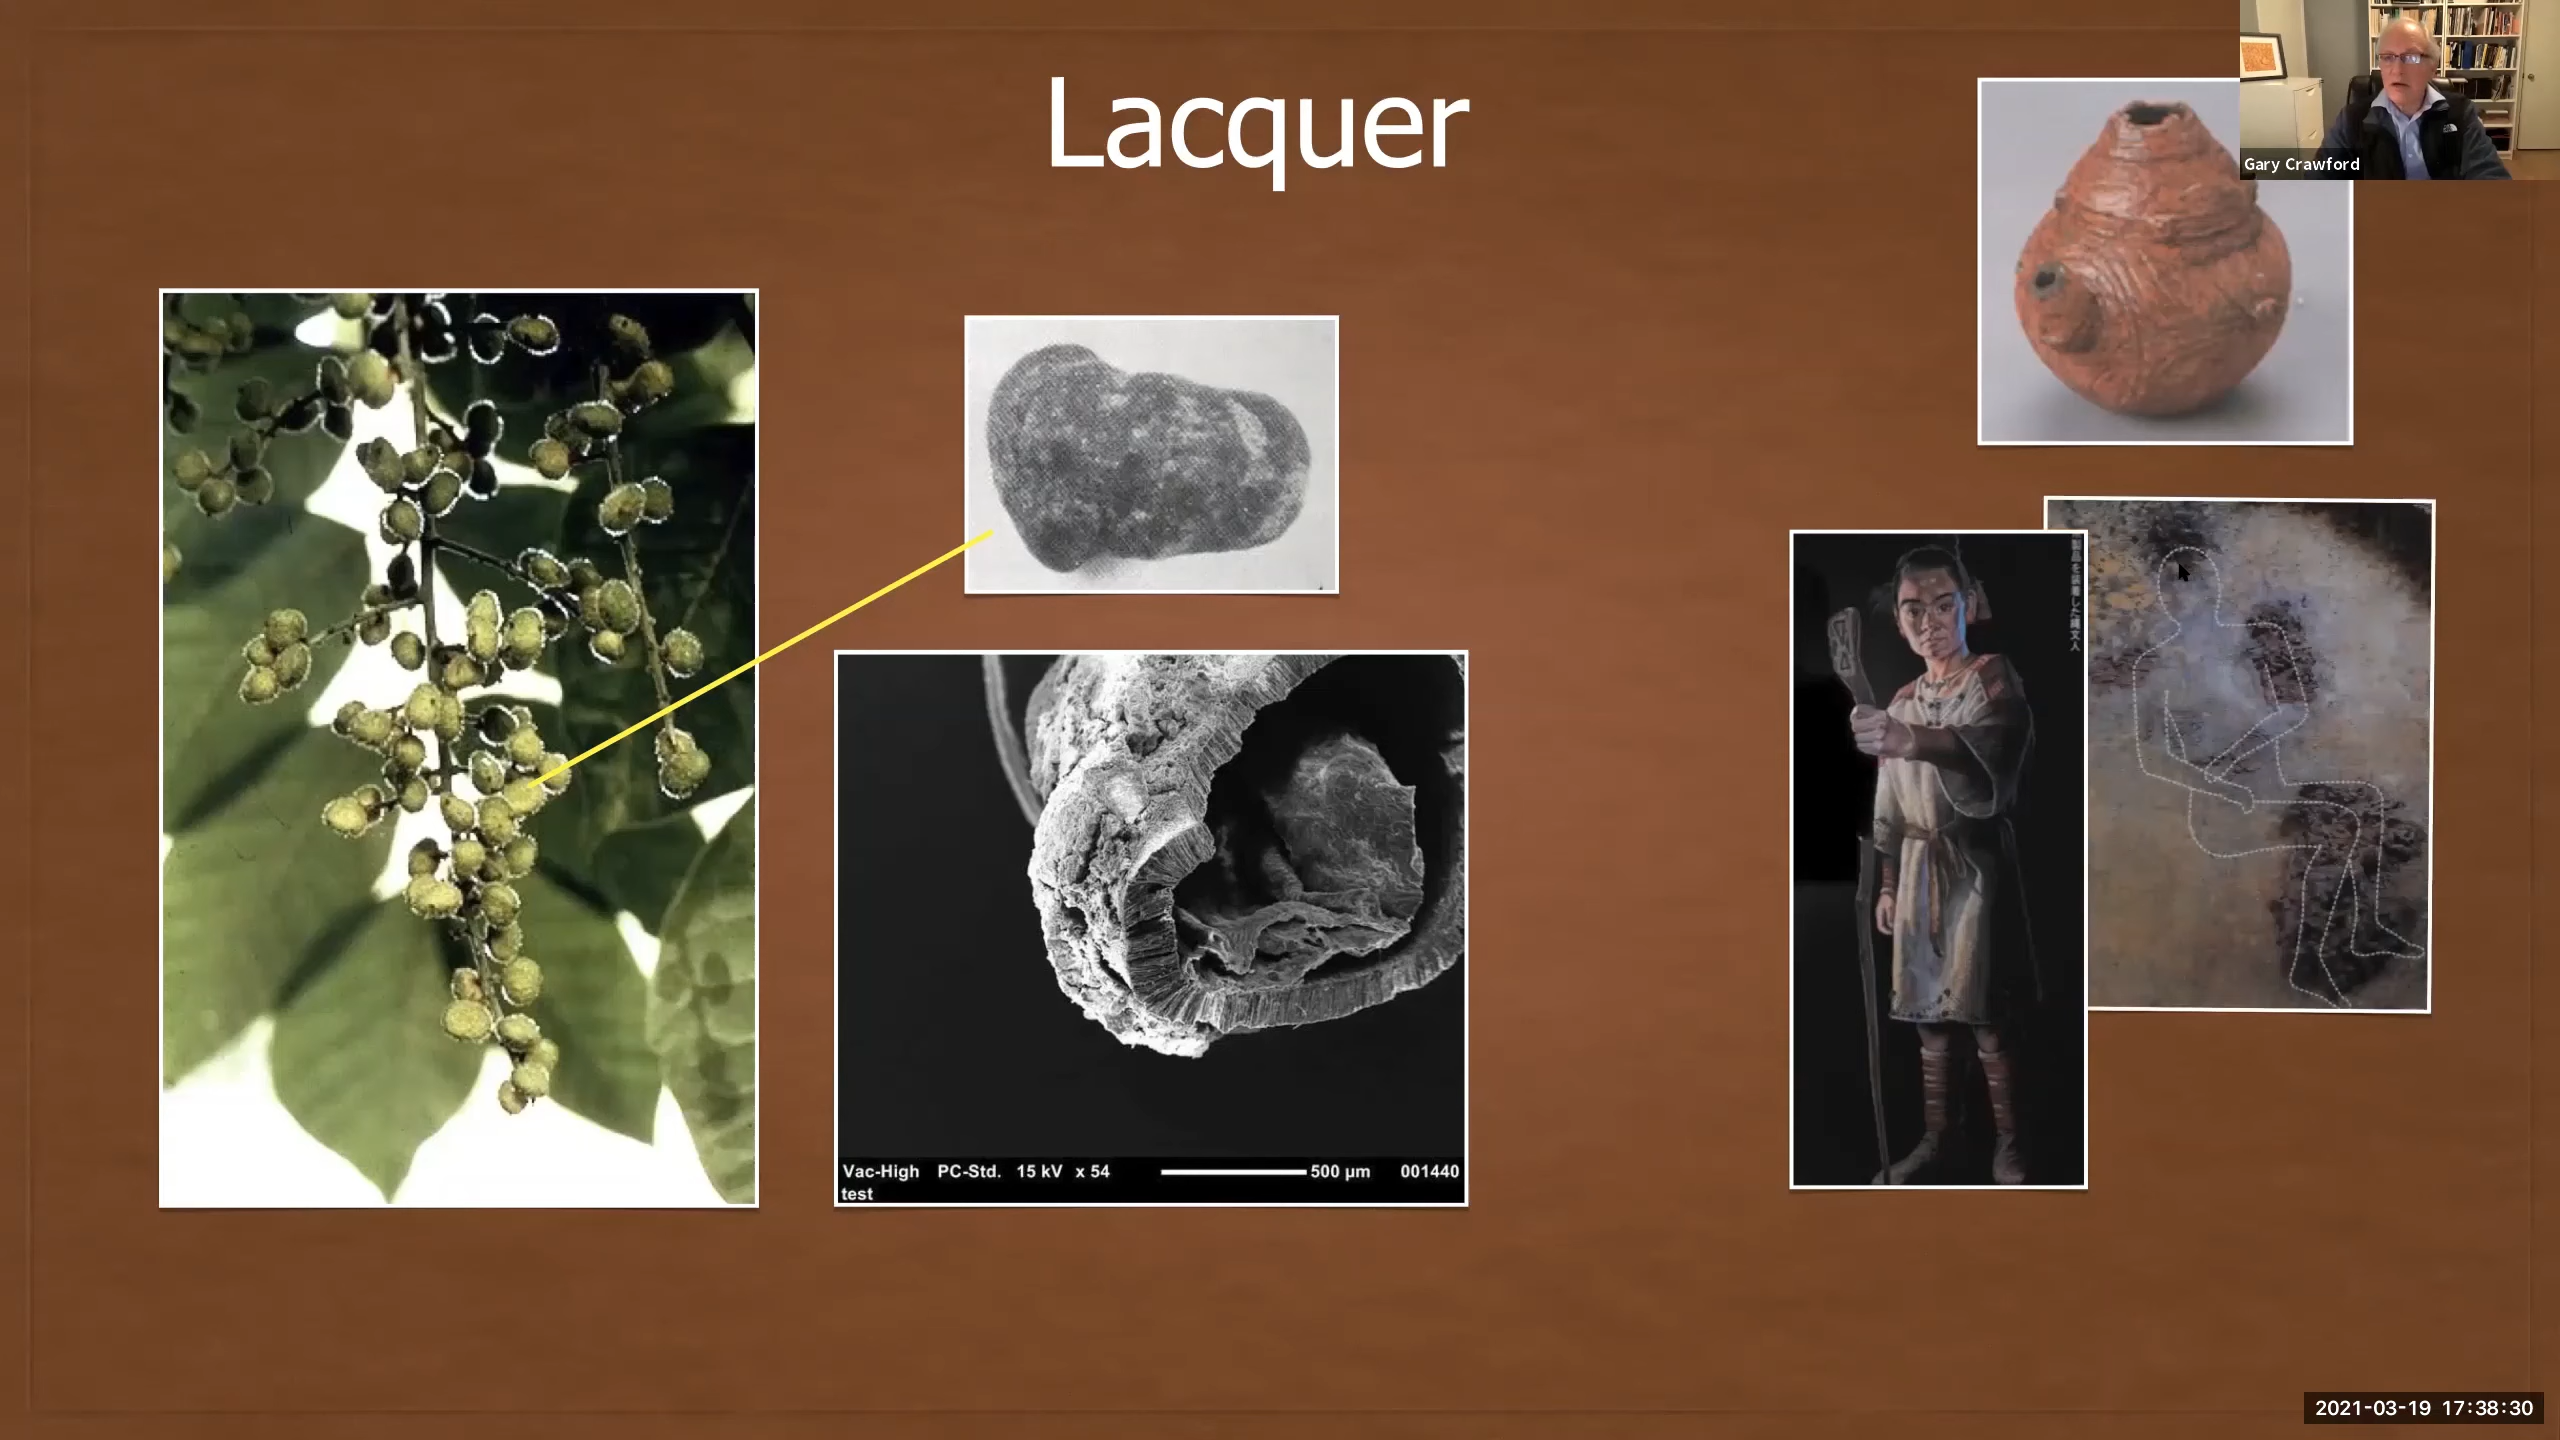 Lacquer
Gary Crawford
Vac-High PC-Std. 15 kV x 54 500 µm 001440
test
2021-03-19 17:38:30